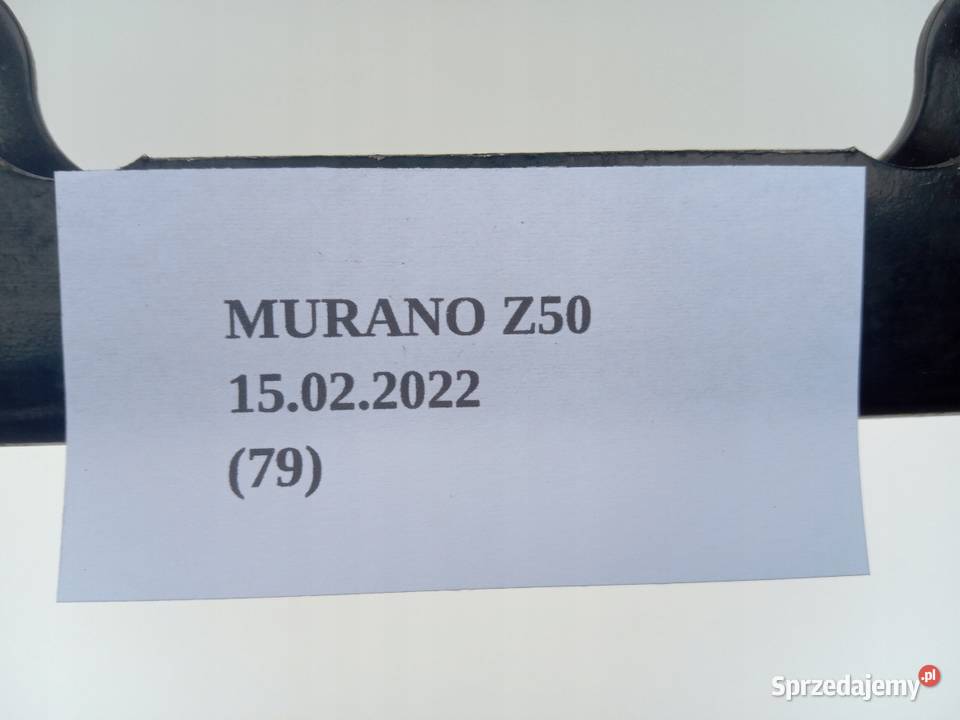 MURANO Z50
15.02.2022
(79)
Sprzedajemy.pl